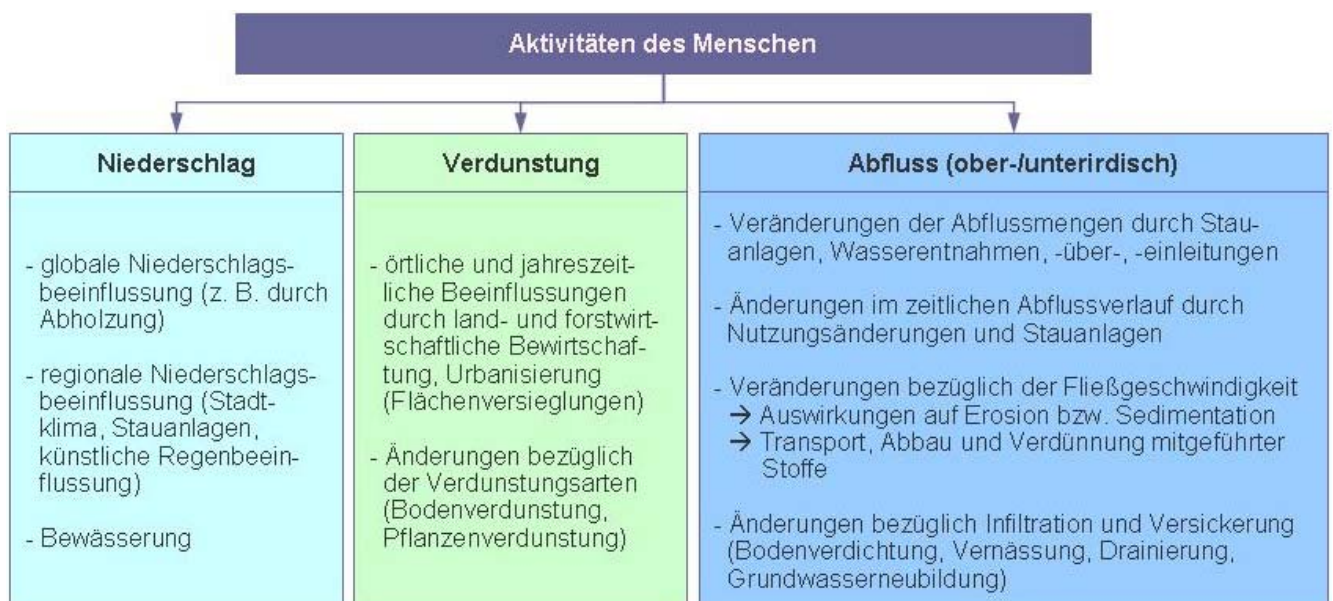 Aktivitäten des Menschen
Niederschlag
- globale Niederschlags-
beeinflussung (z. B. durch
Abholzung)
- regionale Niederschlags-
beeinflussung (Stadt-
klima, Stauanlagen,
künstliche Regenbeein-
flussung)
- Bewässerung
Verdunstung
- örtliche und jahreszeit-
liche Beeinflussungen
durch land- und forstwirt-
schaftliche Bewirtschaf-
tung, Urbanisierung
(Flächenversieglungen)
- Änderungen bezüglich
der Verdunstungsarten
(Bodenverdunstung,
Pflanzenverdunstung)
Abfluss (ober-/unterirdisch)
- Veränderungen der Abflussmengen durch Stau-
anlagen, Wasserentnahmen, -über-, -einleitungen
- Änderungen im zeitlichen Abflussverlauf durch
Nutzungsänderungen und Stauanlagen
- Veränderungen bezüglich der Fließgeschwindigkeit
→ Auswirkungen auf Erosion bzw. Sedimentation
→ Transport, Abbau und Verdünnung mitgeführter
Stoffe
- Änderungen bezüglich Infiltration und Versickerung
(Bodenverdichtung, Vernässung, Drainierung,
Grundwasserneubildung)